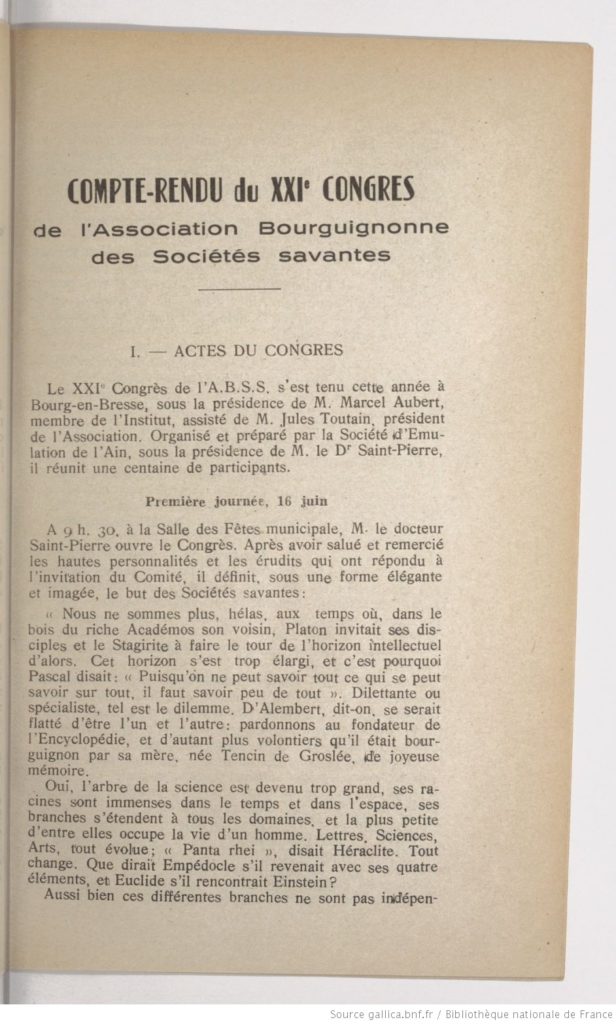 COMPTE-RENDU du XXIe CONGRES
de l'Association Bourguignonne
des Sociétés savantes
I. — ACTES DU CONGRES
Le XXIe Congrès de l'A.B.S.S. s'est tenu cette année à
Bourg-en-Bresse, sous la présidence de M. Marcel Aubert,
membre de l'Institut, assisté de M. Jules Toutain, président
de l'Association. Organisé et préparé par la Société d'Emu-
lation de l'Ain, sous la présidence de M. le Dr Saint-Pierre,
il réunit une centaine de participants.
Première journée, 16 juin
A 9 h. 30, à la Salle des Fêtes municipale, M. le docteur
Saint-Pierre ouvre le Congrès. Après avoir salué et remercié
les hautes personnalités et les érudits qui ont répondu à
l'invitation du Comité, il définit, sous une forme élégante
et imagée, le but des Sociétés savantes :
« Nous ne sommes plus, hélas, aux temps où, dans le
bois du riche Académos son voisin, Platon invitait ses dis-
ciples et le Stagirite à faire le tour de l'horizon intellectuel
d'alors. Cet horizon s'est trop élargi, et c'est pourquoi
Pascal disait : « Puisqu'on ne peut savoir tout ce qui se peut
savoir sur tout, il faut savoir peu de tout ». Dilettante ou
spécialiste, tel est le dilemme. D'Alembert, dit-on, se serait
flatté d'être l'un et l'autre : pardonnons au fondateur de
l'Encyclopédie, et d'autant plus volontiers qu'il était bour-
guignon par sa mère, née Tencin de Groslée, de joyeuse
mémoire.
Oui, l'arbre de la science est devenu trop grand, ses ra-
cines sont immenses dans le temps et dans l'espace, ses
branches s'étendent à tous les domaines, et la plus petite
d'entre elles occupe la vie d'un homme. Lettres, Sciences,
Arts, tout évolue ; « Panta rhei », disait Héraclite. Tout
change. Que dirait Empédocle s'il revenait avec ses quatre
éléments, et Euclide s'il rencontrait Einstein ?
Aussi bien ces différentes branches ne sont pas indépen-
Source gallica.bnf.fr / Bibliothèque nationale de France